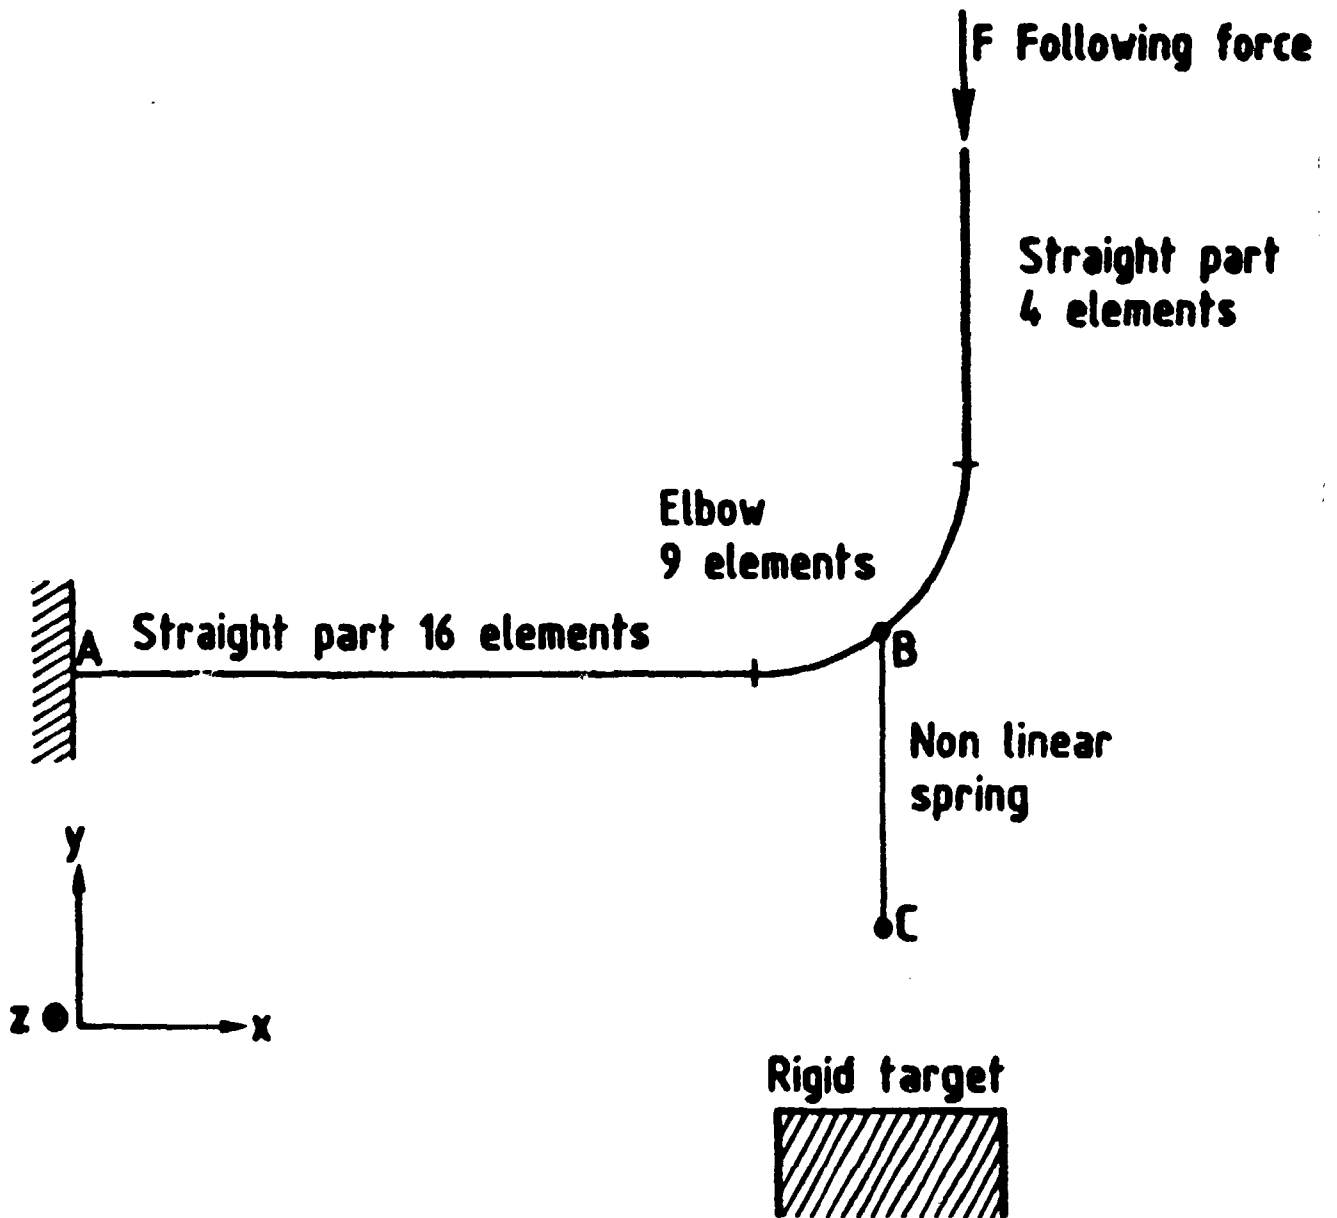 F Following force
Straight part
4 elements
Elbow
9 elements
A
Straight part 16 elements
B
Non linear
spring
y
C
z
x
Rigid target